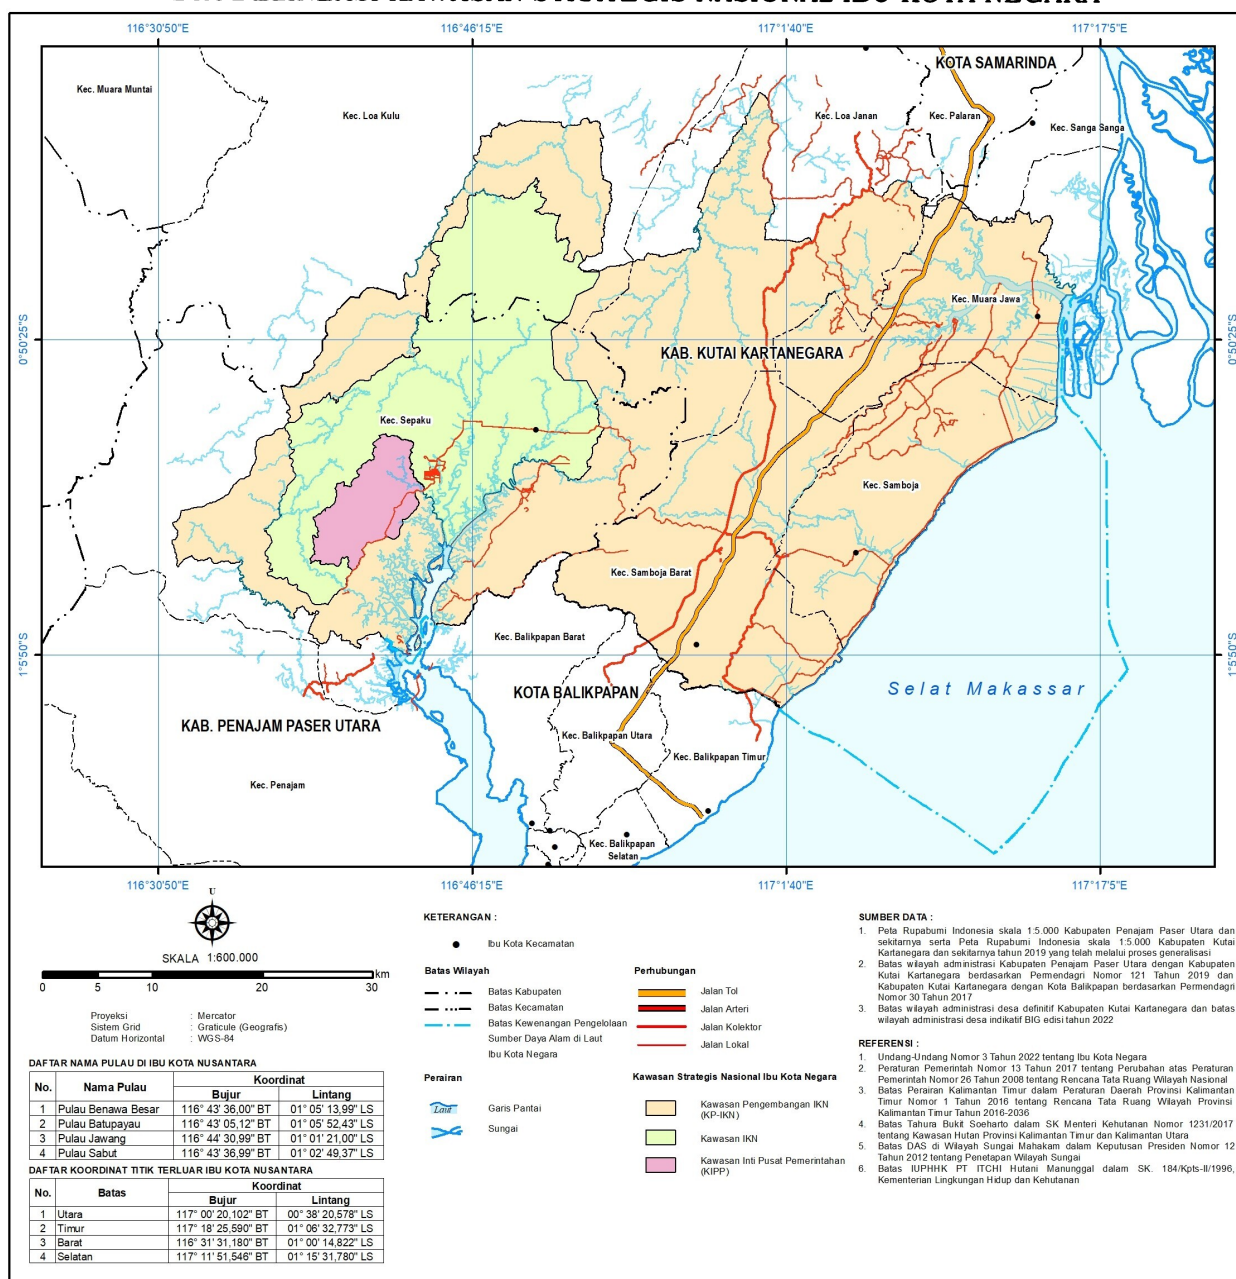 116°30'50"E 116°46'15"E 117°1'40"E 117°17'5"E
KOTA SAMARINDA
Kec. Muara Muntai
Kec. Loa Kulu
Kec. Loa Janan
Kec. Palaran
Kec. Sanga Sanga
Kec. Muara Jawa
0°50'25"S 0°50'25"S
KAB. KUTAI KARTANEGARA
Kec. Sepaku
Kec. Samboja
Kec. Samboja Barat
Kec. Balikpapan Barat
1°5'50"S 1°5'50"S
Selat Makassar
KOTA BALIKPAPAN
KAB. PENAJAM PASER UTARA
Kec. Balikpapan Utara
Kec. Balikpapan Timur
Kec. Penajam
Kec. Balikpapan
Selatan
116°30'50"E 116°46'15"E 117°1'40"E 117°17'5"E
U
SKALA 1:600.000
km
0 5 10 20 30
Proyeksi : Mercator
Sistem Grid : Graticule (Geografis)
Datum Horizontal : WGS-84
DAFTAR NAMA PULAU DI IBU KOTA NUSANTARA
No. Nama Pulau Koordinat
Bujur Lintang
1 Pulau Benawa Besar 116° 43' 36,00" BT 01° 05' 13,99" LS
2 Pulau Batupayau 116° 43' 05,12" BT 01° 05' 52,43" LS
3 Pulau Jawang 116° 44' 30,99" BT 01° 01' 21,00" LS
4 Pulau Sabut 116° 43' 36,99" BT 01° 02' 49,37" LS
DAFTAR KOORDINAT TITIK TERLUAR IBU KOTA NUSANTARA
No. Batas Koordinat
Bujur Lintang
1 Utara 117° 00' 20,102" BT 00° 38' 20,578" LS
2 Timur 117° 18' 25,590" BT 01° 06' 32,773" LS
3 Barat 116° 31' 31,180" BT 01° 00' 14,822" LS
4 Selatan 117° 11' 51,546" BT 01° 15' 31,780" LS
KETERANGAN :
Ibu Kota Kecamatan
Batas Wilayah
Batas Kabupaten
Batas Kecamatan
Batas Kewenangan Pengelolaan
Sumber Daya Alam di Laut
Ibu Kota Negara
Perairan
Laut Garis Pantai
Sungai
Perhubungan
Jalan Tol
Jalan Arteri
Jalan Kolektor
Jalan Lokal
Kawasan Strategis Nasional Ibu Kota Negara
Kawasan Pengembangan IKN
(KP-IKN)
Kawasan IKN
Kawasan Inti Pusat Pemerintahan
(KIPP)
SUMBER DATA :
1. Peta Rupabumi Indonesia skala 1:5.000 Kabupaten Penajam Paser Utara dan
sekitarnya serta Peta Rupabumi Indonesia skala 1:5.000 Kabupaten Kutai
Kartanegara dan sekitarnya tahun 2019 yang telah melalui proses generalisasi
2. Batas wilayah administrasi Kabupaten Penajam Paser Utara dengan Kabupaten
Kutai Kartanegara berdasarkan Permendagri Nomor 121 Tahun 2019 dan
Kabupaten Kutai Kartanegara dengan Kota Balikpapan berdasarkan Permendagri
Nomor 30 Tahun 2017
3. Batas wilayah administrasi desa definitif Kabupaten Kutai Kartanegara dan batas
wilayah administrasi desa indikatif BIG edisi tahun 2022
REFERENSI :
1. Undang-Undang Nomor 3 Tahun 2022 tentang Ibu Kota Negara
2. Peraturan Pemerintah Nomor 13 Tahun 2017 tentang Perubahan atas Peraturan
Pemerintah Nomor 26 Tahun 2008 tentang Rencana Tata Ruang Wilayah Nasional
3. Batas Perairan Kalimantan Timur dalam Peraturan Daerah Provinsi Kalimantan
Timur Nomor 1 Tahun 2016 tentang Rencana Tata Ruang Wilayah Provinsi
Kalimantan Timur Tahun 2016-2036
4. Batas Tahura Bukit Soeharto dalam SK Menteri Kehutanan Nomor 1231/2017
tentang Kawasan Hutan Provinsi Kalimantan Timur dan Kalimantan Utara
5. Batas DAS di Wilayah Sungai Mahakam dalam Keputusan Presiden Nomor 12
Tahun 2012 tentang Penetapan Wilayah Sungai
6. Batas IUPHHK PT ITCHI Hutani Manunggal dalam SK. 184/Kpts-II/1996,
Kementerian Lingkungan Hidup dan Kehutanan